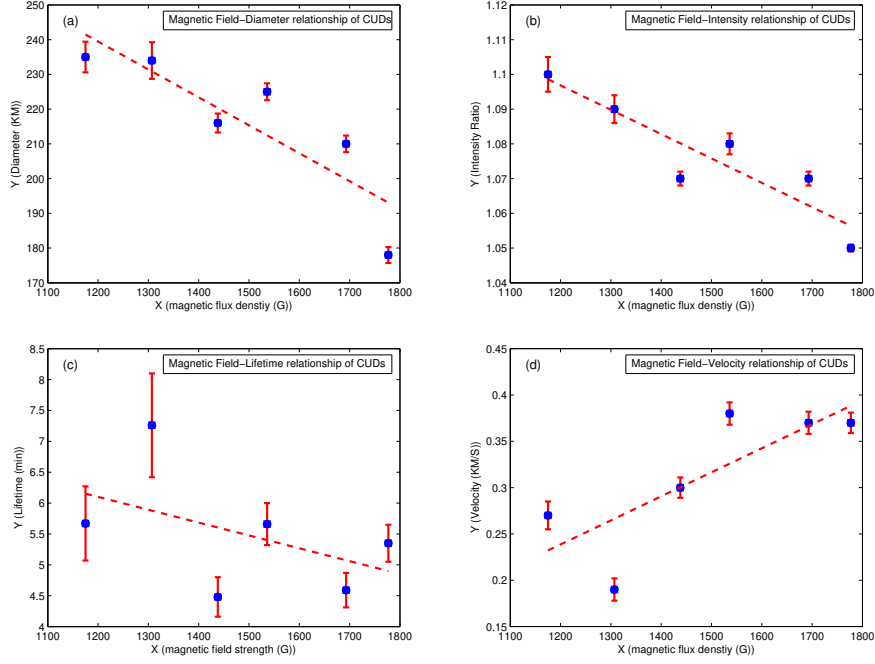 (a)
Magnetic Field−Diameter relationship of CUDs
Y (Diameter (KM))
250
240
230
220
210
200
190
180
170
1100 1200 1300 1400 1500 1600 1700 1800
X (magnetic flux denstiy (G))
(b)
Magnetic Field−Intensity relationship of CUDs
Y (Intensity Ratio)
1.12
1.11
1.1
1.09
1.08
1.07
1.06
1.05
1.04
1100 1200 1300 1400 1500 1600 1700 1800
X (magnetic flux denstiy (G))
(c)
Magnetic Field−Lifetime relationship of CUDs
Y (Lifetime (min))
8.5
8
7.5
7
6.5
6
5.5
5
4.5
4
1100 1200 1300 1400 1500 1600 1700 1800
X (magnetic field strength (G))
(d)
Magnetic Field−Velocity relationship of CUDs
Y (Velocity (KM/S))
0.45
0.4
0.35
0.3
0.25
0.2
0.15
1100 1200 1300 1400 1500 1600 1700 1800
X (magnetic flux denstiy (G))